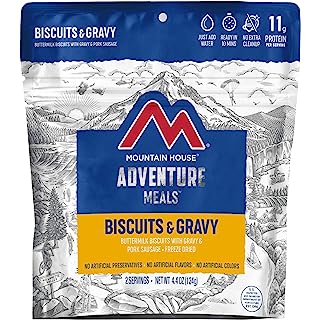 BISCUITS & GRAVY
BUTTERMILK BISCUITS WITH GRAVY & PORK SAUSAGE
JUST ADD
WATER
READY IN
10 MINS
NO EXTRA
CLEANUP
11g
PROTEIN
PER SERVING
MOUNTAIN HOUSE®
ADVENTURE
MEALS
BISCUITS & GRAVY
BUTTERMILK BISCUITS WITH GRAVY &
PORK SAUSAGE • FREEZE DRIED
NO ARTIFICIAL PRESERVATIVES NO ARTIFICIAL FLAVORS NO ARTIFICIAL COLORS
2 SERVINGS • NET WT 4.4 OZ (124g)